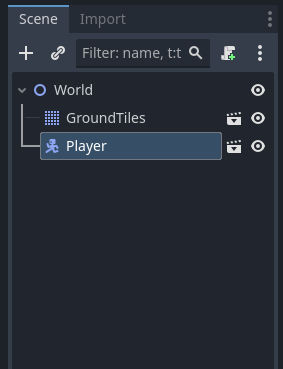 Scene Import
Filter: name, t:t
World
GroundTiles
Player